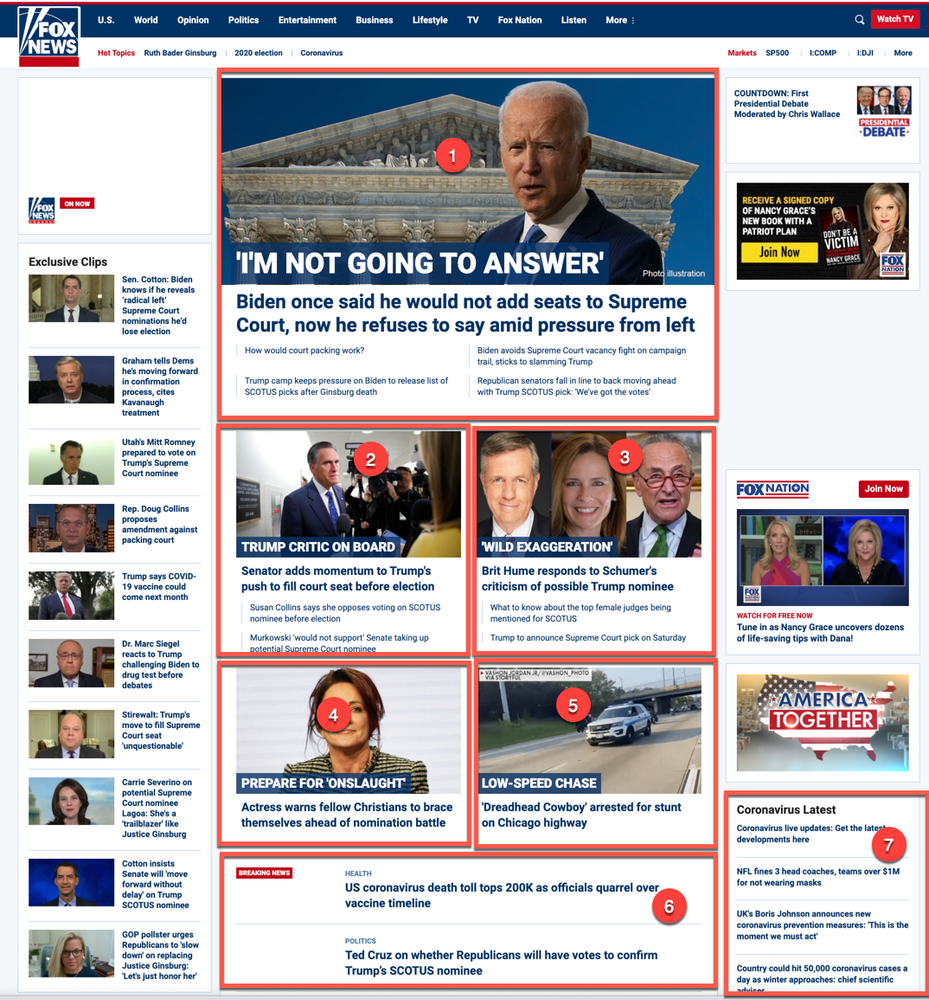 FOX
NEWS
U.S.
World
Opinion
Politics
Entertainment
Business
Lifestyle
TV
Fox Nation
Listen
More
Watch TV
Hot Topics
Ruth Bader Ginsburg
2020 election
Coronavirus
Markets
SP500
I:COMP
I:DJI
More
FOX
NEWS
channel
ON NOW
Exclusive Clips
Sen. Cotton: Biden
knows if he reveals
'radical left'
Supreme Court
nominations he'd
lose election
Graham tells Dems
he's moving forward
in confirmation
process, cites
Kavanaugh
treatment
Utah's Mitt Romney
prepared to vote on
Trump's Supreme
Court nominee
Rep. Doug Collins
proposes
amendment against
packing court
Trump says COVID-
19 vaccine could
come next month
Dr. Marc Siegel
reacts to Trump
challenging Biden to
drug test before
debates
Stirewalt: Trump's
move to fill Supreme
Court seat
'unquestionable'
Carrie Severino on
potential Supreme
Court nominee
Lagoa: She's a
'trailblazer' like
Justice Ginsburg
Cotton insists
Senate will 'move
forward without
delay' on Trump
SCOTUS nominee
GOP pollster urges
Republicans to 'slow
down' on replacing
Justice Ginsburg:
'Let's just honor her'
1
'I'M NOT GOING TO ANSWER'
Photo illustration
Biden once said he would not add seats to Supreme
Court, now he refuses to say amid pressure from left
How would court packing work?
Biden avoids Supreme Court vacancy fight on campaign
trail, sticks to slamming Trump
Trump camp keeps pressure on Biden to release list of
SCOTUS picks after Ginsburg death
Republican senators fall in line to back moving ahead
with Trump SCOTUS pick: 'We've got the votes'
2
TRUMP CRITIC ON BOARD
Senator adds momentum to Trump's
push to fill court seat before election
Susan Collins says she opposes voting on SCOTUS
nominee before election
Murkowski 'would not support' Senate taking up
potential Supreme Court nominee
3
'WILD EXAGGERATION'
Brit Hume responds to Schumer's
criticism of possible Trump nominee
What to know about the top female judges being
mentioned for SCOTUS
Trump to announce Supreme Court pick on Saturday
4
PREPARE FOR 'ONSLAUGHT'
Actress warns fellow Christians to brace
themselves ahead of nomination battle
VASHON JORDAN JR/@VASHON_PHOTO
VIA STORYFUL
5
LOW-SPEED CHASE
'Dreadhead Cowboy' arrested for stunt
on Chicago highway
BREAKING NEWS
HEALTH
US coronavirus death toll tops 200K as officials quarrel over
vaccine timeline
6
POLITICS
Ted Cruz on whether Republicans will have votes to confirm
Trump's SCOTUS nominee
COUNTDOWN: First
Presidential Debate
Moderated by Chris Wallace
PRESIDENTIAL
DEBATE
RECEIVE A SIGNED COPY
OF NANCY GRACE'S
NEW BOOK WITH A
PATRIOT PLAN
Join Now
DON'T BE A
VICTIM
NANCY GRACE
FOX
NATION
FOX NATION
Join Now
FOX
NATION
WATCH FOR FREE NOW
Tune in as Nancy Grace uncovers dozens
of life-saving tips with Dana!
AMERICA
TOGETHER
Coronavirus Latest
Coronavirus live updates: Get the latest
developments here
7
NFL fines 3 head coaches, teams over $1M
for not wearing masks
UK's Boris Johnson announces new
coronavirus prevention measures: 'This is the
moment we must act'
Country could hit 50,000 coronavirus cases a
day as winter approaches: chief scientific
adviser